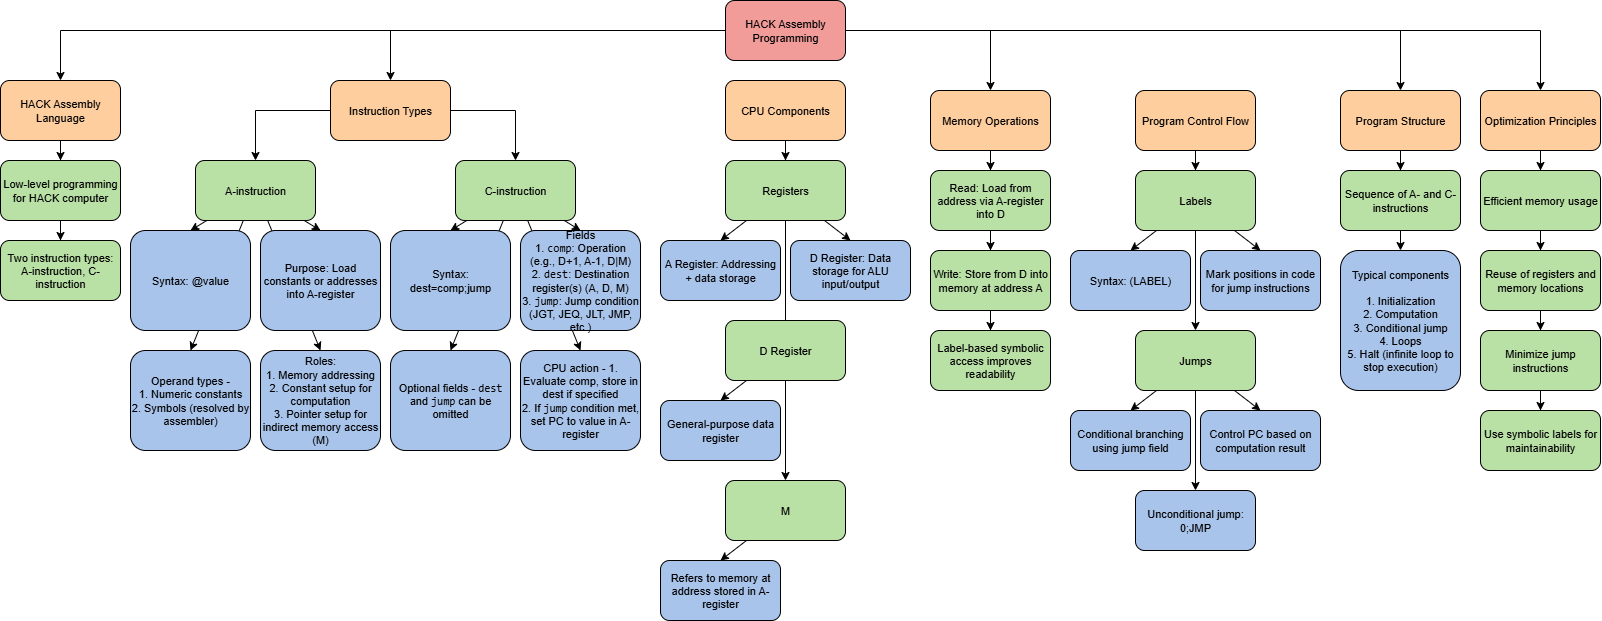 HACK Assembly
Programming
HACK Assembly
Language
Low-level programming
for HACK computer
Two instruction types:
A-instruction, C-
instruction
Instruction Types
A-instruction
Syntax: @value
Operand types -
1. Numeric constants
2. Symbols (resolved by
assembler)
Purpose: Load
constants or addresses
into A-register
Roles:
1. Memory addressing
2. Constant setup for
computation
3. Pointer setup for
indirect memory access
(M)
C-instruction
Syntax:
dest=comp;jump
Optional fields - dest
and jump can be
omitted
Fields
1. comp: Operation
(e.g., D+1, A-1, D|M)
2. dest: Destination
register(s) (A, D, M)
3. jump: Jump condition
(JGT, JEQ, JLT, JMP,
etc.)
CPU action - 1.
Evaluate comp, store in
dest if specified
2. If jump condition met,
set PC to value in A-
register
CPU Components
Registers
A Register: Addressing
+ data storage
D Register: Data
storage for ALU
input/output
D Register
General-purpose data
register
M
Refers to memory at
address stored in A-
register
Memory Operations
Read: Load from
address via A-register
into D
Write: Store from D into
memory at address A
Label-based symbolic
access improves
readability
Program Control Flow
Labels
Syntax: (LABEL)
Mark positions in code
for jump instructions
Jumps
Conditional branching
using jump field
Control PC based on
computation result
Unconditional jump:
0;JMP
Program Structure
Sequence of A- and C-
instructions
Typical components
1. Initialization
2. Computation
3. Conditional jump
4. Loops
5. Halt (infinite loop to
stop execution)
Optimization Principles
Efficient memory usage
Reuse of registers and
memory locations
Minimize jump
instructions
Use symbolic labels for
maintainability